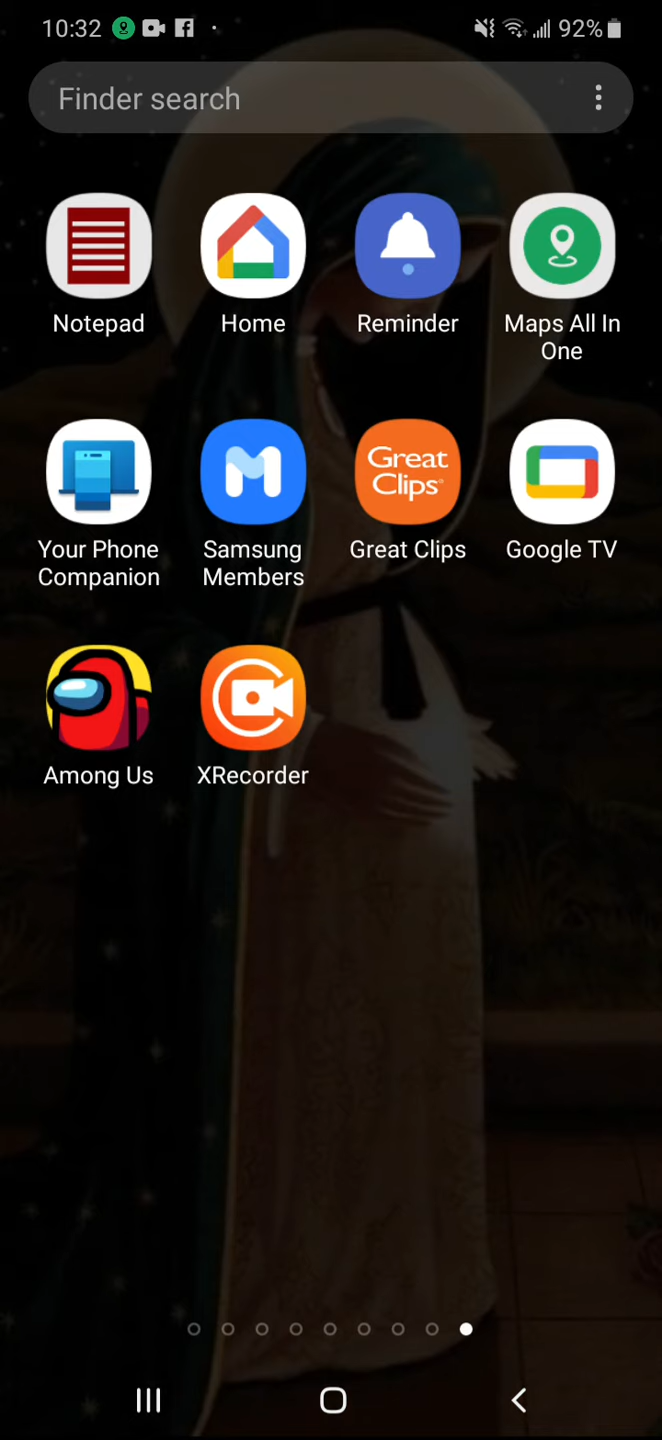 10:32 92%
Finder search
Notepad Home Reminder Maps All In One
Great Clips
Your Phone Companion Samsung Members Great Clips Google TV
Among Us XRecorder